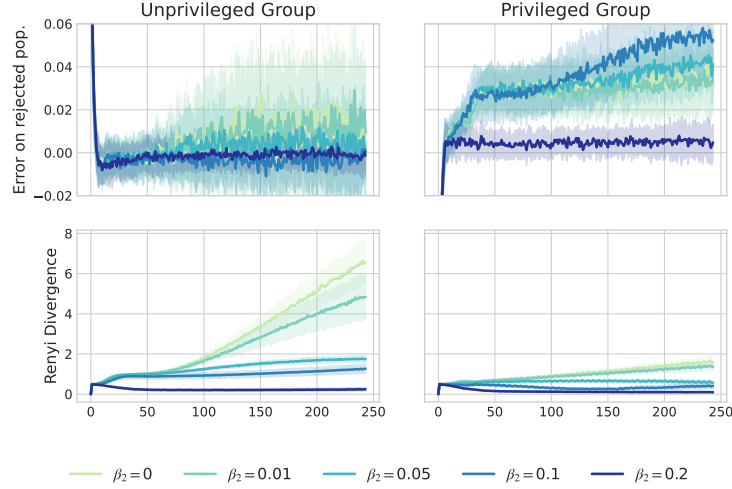 Unprivileged Group
Privileged Group
Error on rejected pop.
0.06
0.04
0.02
0.00
−0.02
Renyi Divergence
8
6
4
2
0
0 50 100 150 200 250
0 50 100 150 200 250
β₂=0 β₂=0.01 β₂=0.05 β₂=0.1 β₂=0.2